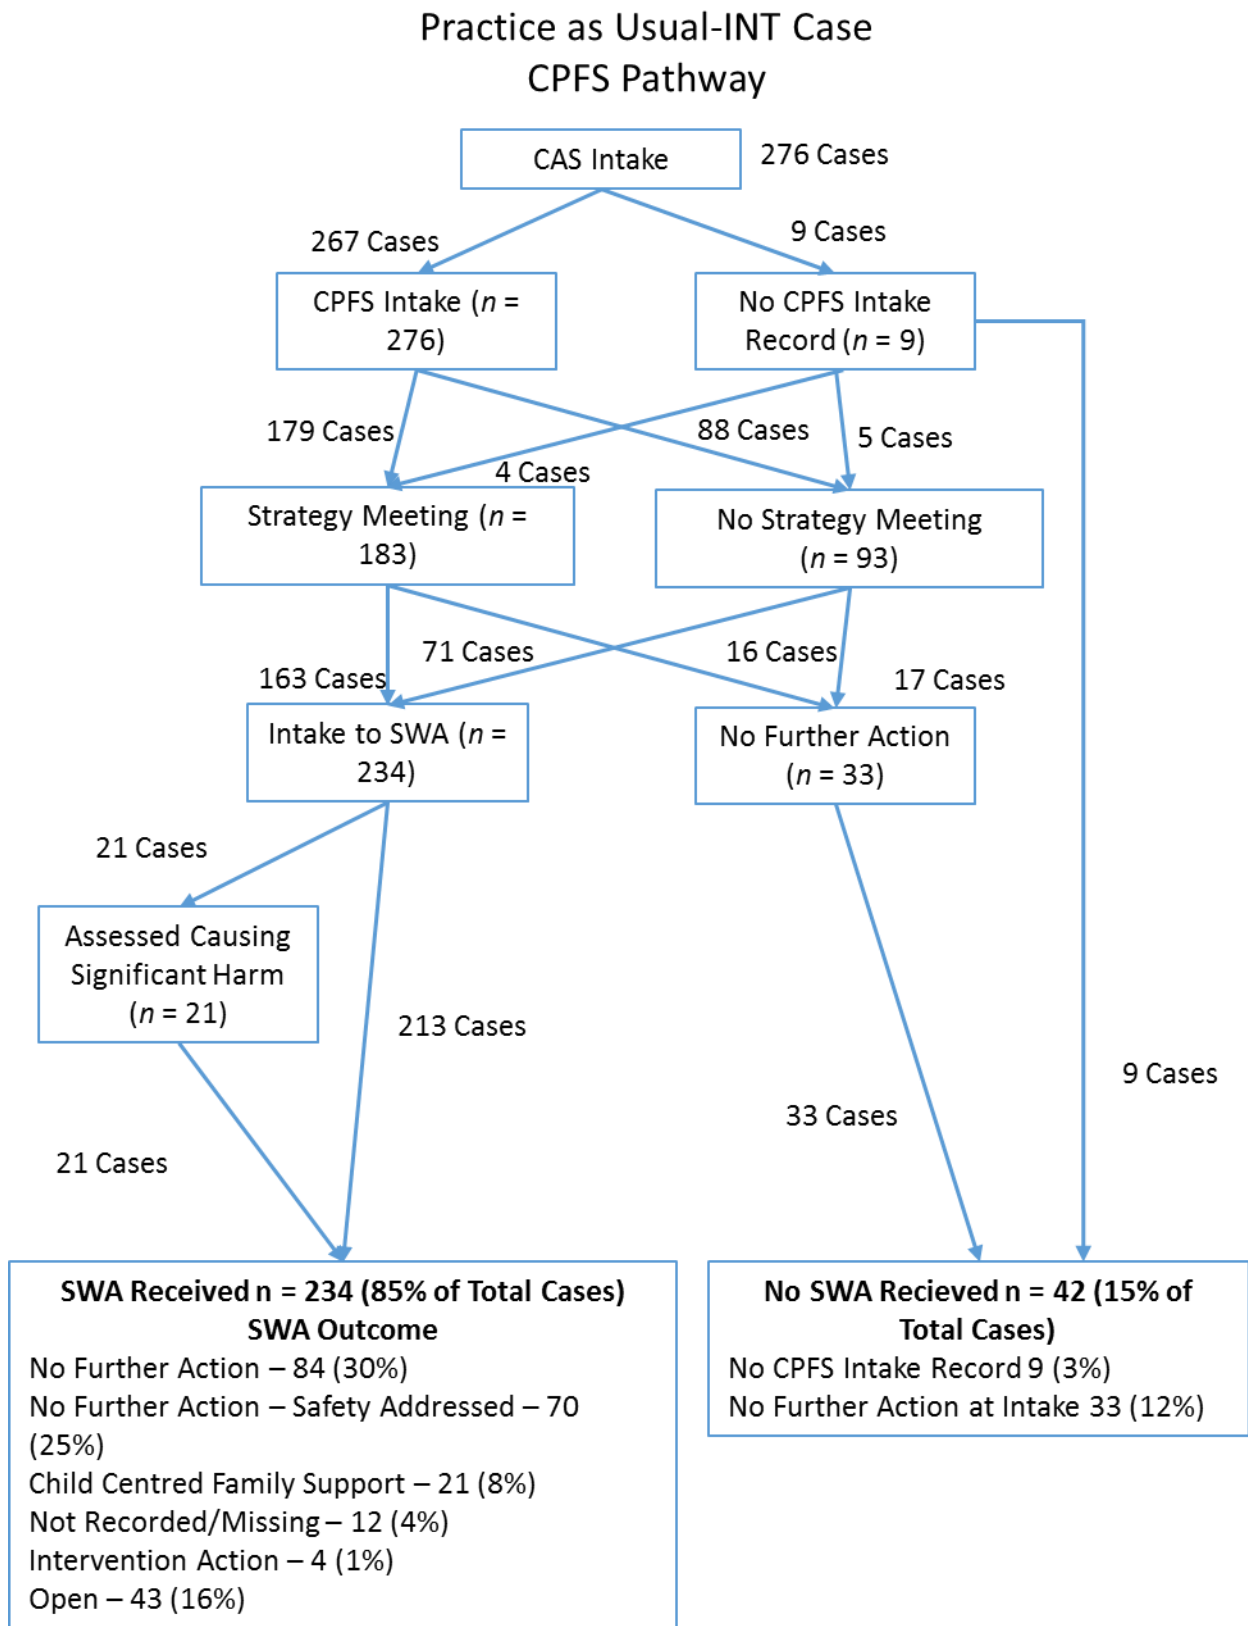 Practice as Usual-INT Case
CPFS Pathway
CAS Intake
276 Cases
267 Cases
9 Cases
CPFS Intake (n =
276)
No CPFS Intake
Record (n = 9)
179 Cases
88 Cases
5 Cases
4 Cases
Strategy Meeting (n =
183)
No Strategy Meeting
(n = 93)
163 Cases
71 Cases
16 Cases
17 Cases
Intake to SWA (n =
234)
No Further Action
(n = 33)
21 Cases
Assessed Causing
Significant Harm
(n = 21)
213 Cases
9 Cases
33 Cases
21 Cases
SWA Received n = 234 (85% of Total Cases)
SWA Outcome
No Further Action – 84 (30%)
No Further Action – Safety Addressed – 70
(25%)
Child Centred Family Support – 21 (8%)
Not Recorded/Missing – 12 (4%)
Intervention Action – 4 (1%)
Open – 43 (16%)
No SWA Recieved n = 42 (15% of
Total Cases)
No CPFS Intake Record 9 (3%)
No Further Action at Intake 33 (12%)